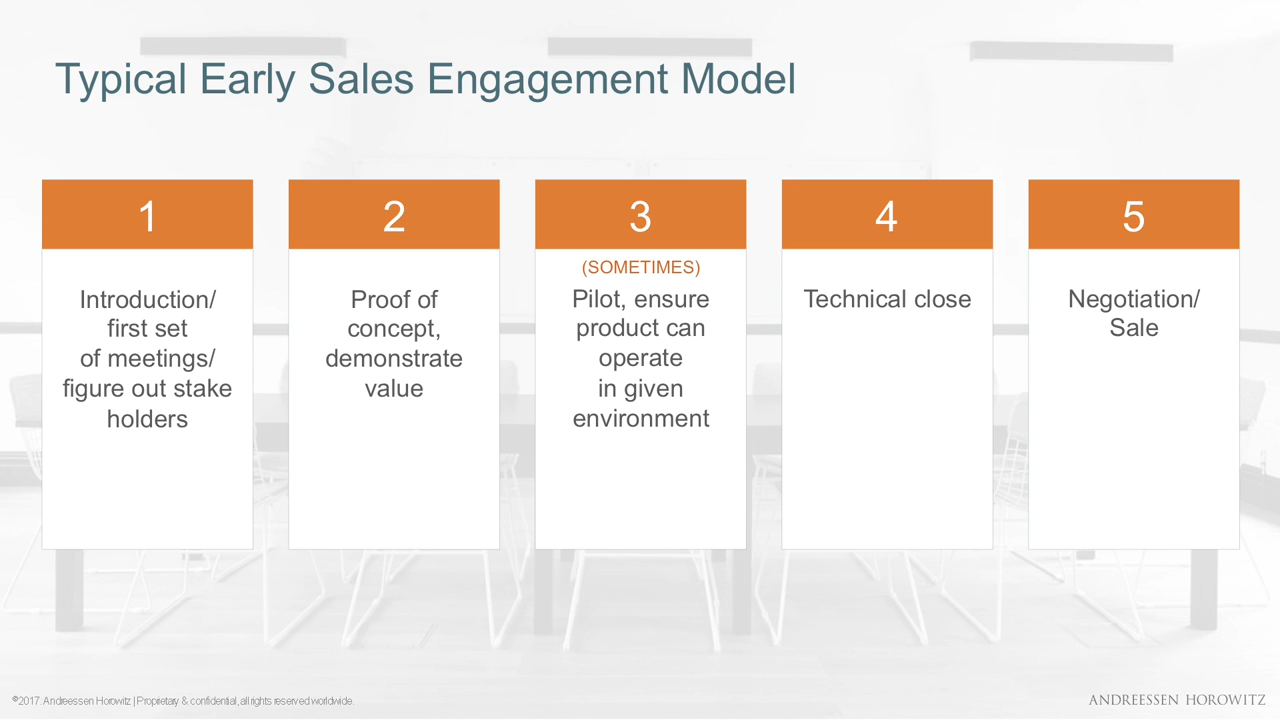 Typical Early Sales Engagement Model
1
Introduction/
first set
of meetings/
figure out stake
holders
2
Proof of
concept,
demonstrate
value
3
(SOMETIMES)
Pilot, ensure
product can
operate
in given
environment
4
Technical close
5
Negotiation/
Sale
©2017. Andreessen Horowitz | Proprietary & confidential, all rights reserved worldwide.
ANDREESSEN HOROWITZ